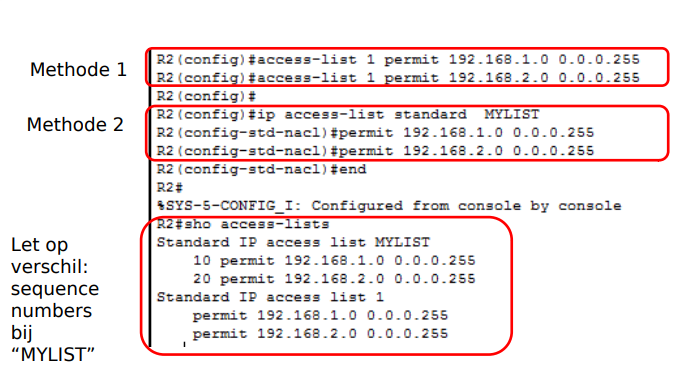 Methode 1
R2(config)#access-list 1 permit 192.168.1.0 0.0.0.255
R2(config)#access-list 1 permit 192.168.2.0 0.0.0.255
R2(config)#
Methode 2
R2(config)#ip access-list standard  MYLIST
R2(config-std-nacl)#permit 192.168.1.0 0.0.0.255
R2(config-std-nacl)#permit 192.168.2.0 0.0.0.255
R2(config-std-nacl)#end
R2#
%SYS-5-CONFIG_I: Configured from console by console
R2#sho access-lists
Standard IP access list MYLIST
    10 permit 192.168.1.0 0.0.0.255
    20 permit 192.168.2.0 0.0.0.255
Standard IP access list 1
    permit 192.168.1.0 0.0.0.255
    permit 192.168.2.0 0.0.0.255
Let op
verschil:
sequence
numbers
bij
“MYLIST”